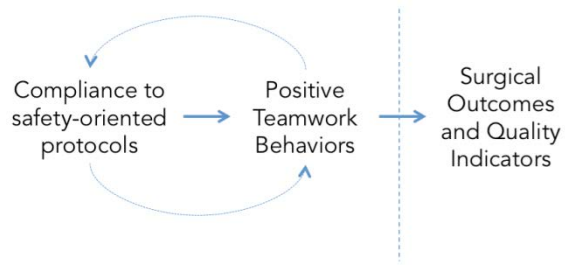 Compliance to
safety-oriented
protocols
Positive
Teamwork
Behaviors
Surgical
Outcomes
and Quality
Indicators